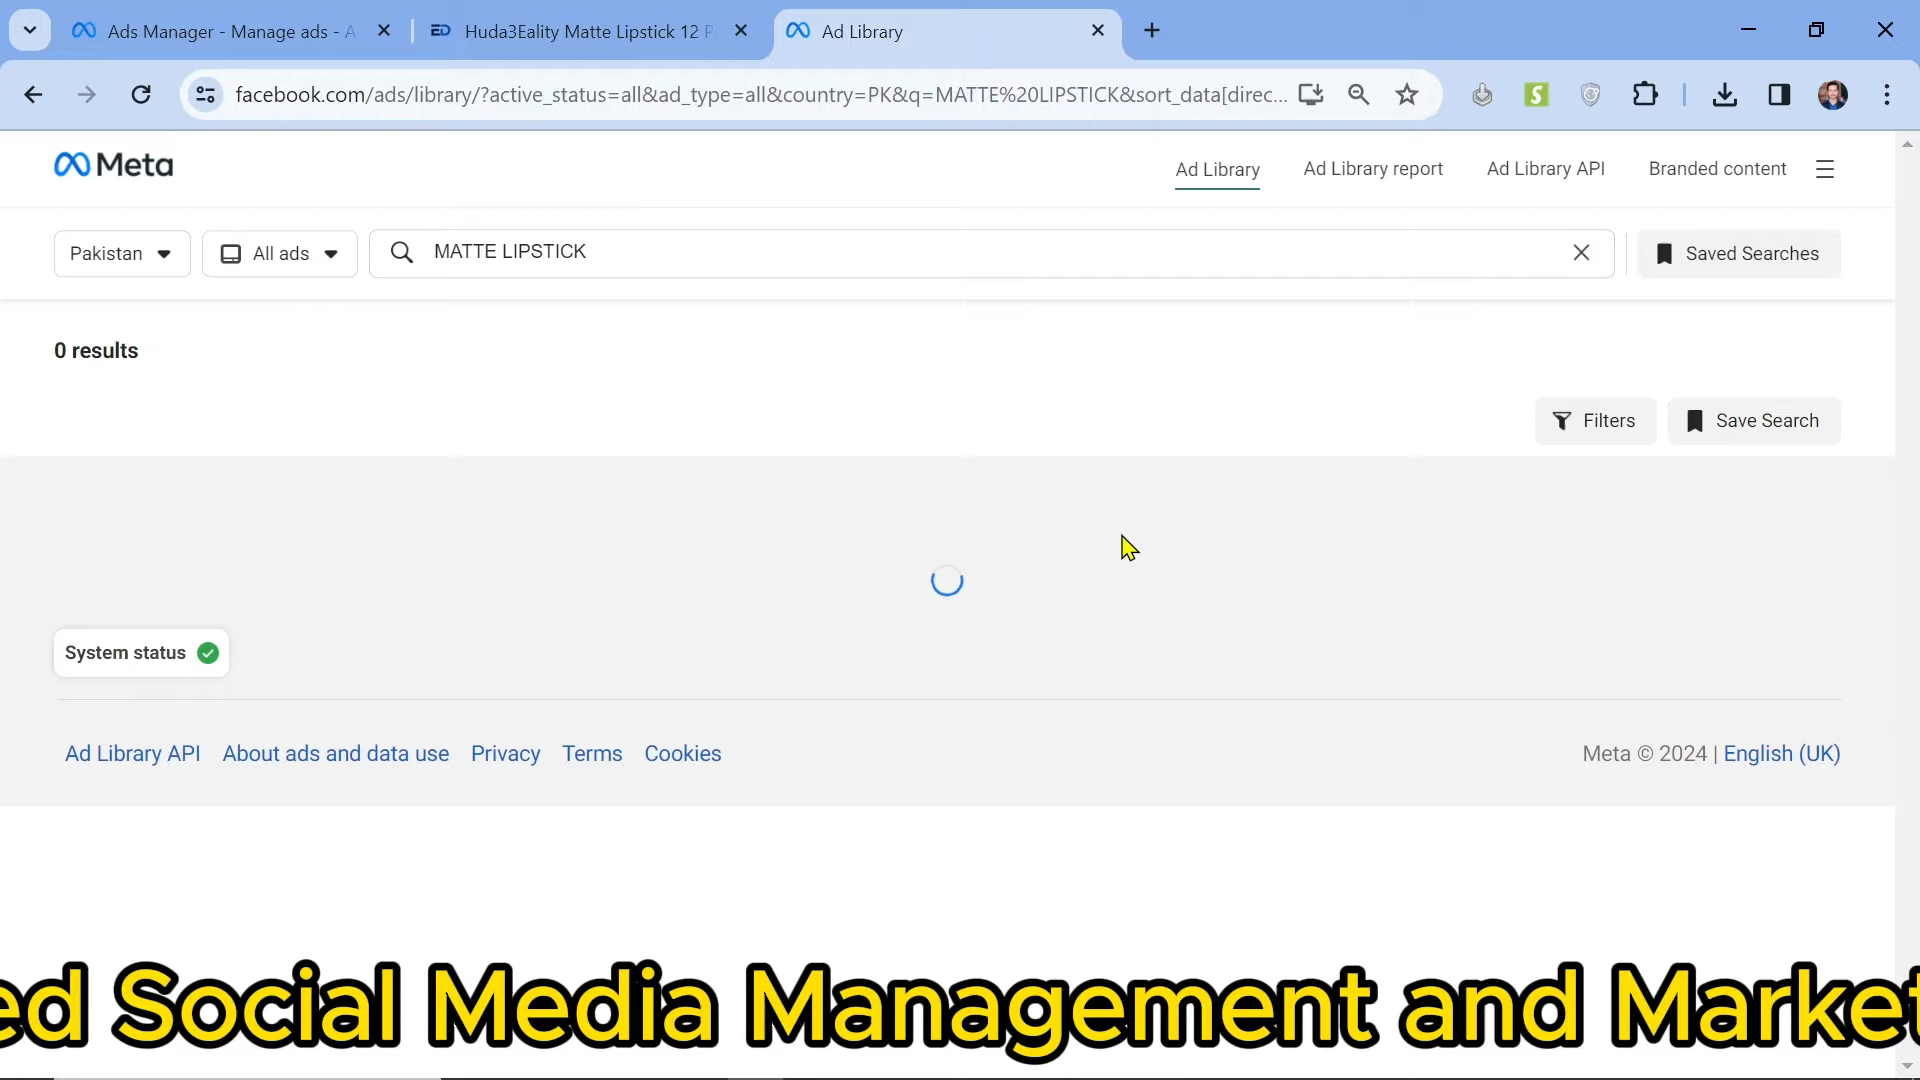 Ads Manager - Manage ads - A
Huda3Eality Matte Lipstick 12 P
Ad Library
facebook.com/ads/library/?active_status=all&ad_type=all&country=PK&q=MATTE%20LIPSTICK&sort_data[direc...
Meta
Ad Library
Ad Library report
Ad Library API
Branded content
Pakistan
All ads
MATTE LIPSTICK
Saved Searches
0 results
Filters
Save Search
System status
Ad Library API
About ads and data use
Privacy
Terms
Cookies
Meta © 2024 | English (UK)
ed Social Media Management and Market